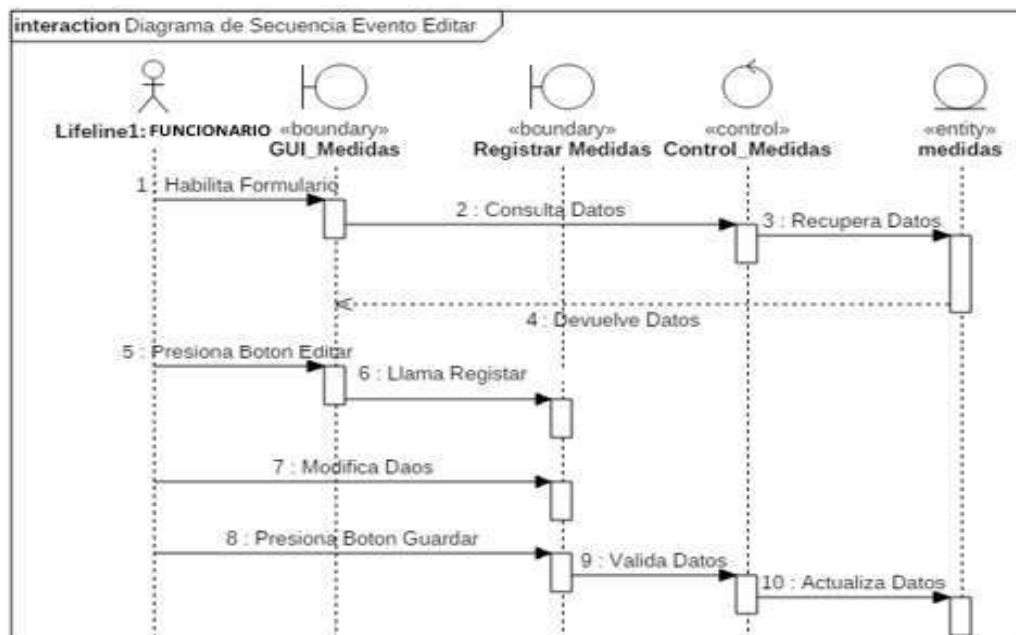 interaction Diagrama de Secuencia Evento Editar
Lifeline1: FUNCIONARIO
«boundary»
GUI_Medidas
«boundary»
Registrar Medidas
«control»
Control_Medidas
«entity»
medidas
1 : Habilita Formulario
2 : Consulta Datos
3 : Recupera Datos
4 : Devuelve Datos
5 : Presiona Boton Editar
6 : Llama Registar
7 : Modifica Daos
8 : Presiona Boton Guardar
9 : Valida Datos
10 : Actualiza Datos